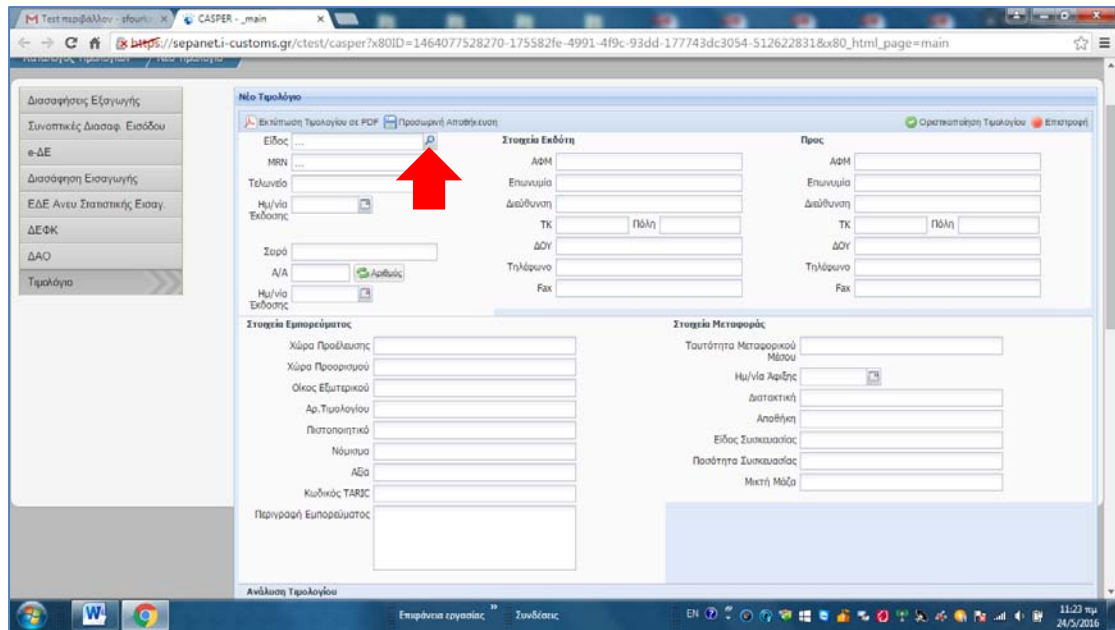 Test περιβάλλον - sfourk
CASPER - _main
https://sepanet.i-customs.gr/ctest/casper?x80ID=1464077528270-175582fe-4991-4f9c-93dd-177743dc3054-512622831&x80_html_page=main
Κατάλογος Τιμολογίων / Νέο Τιμολόγιο
Διασαφήσεις Εξαγωγής
Συνοπτικές Διασαφ. Εισόδου
e-ΔΕ
Διασάφηση Εισαγωγής
ΕΔΕ Ανευ Στατιστικής Εισαγ.
ΔΕΦΚ
ΔΑΟ
Τιμολόγιο
Νέο Τιμολόγιο
Εκτύπωση Τιμολογίου σε PDF Προσωρινή Αποθήκευση Οριστικοποίηση Τιμολογίου Επιστροφή
Είδος ... Στοιχεία Εκδότη Προς
MRN ... ΑΦΜ ΑΦΜ
Τελωνείο Επωνυμία Επωνυμία
Ημ/νία Έκδοσης Διεύθυνση Διεύθυνση
ΤΚ Πόλη ΤΚ Πόλη
Σειρά ΔΟΥ ΔΟΥ
Α/Α Αριθμός Τηλέφωνο Τηλέφωνο
Ημ/νία Έκδοσης Fax Fax
Στοιχεία Εμπορεύματος Στοιχεία Μεταφοράς
Χώρα Προέλευσης Ταυτότητα Μεταφορικού Μέσου
Χώρα Προορισμού Ημ/νία Άφιξης
Οίκος Εξωτερικού Διατακτική
Αρ.Τιμολογίου Αποθήκη
Πιστοποιητικό Είδος Συσκευασίας
Νόμισμα Ποσότητα Συσκευασίας
Αξία Μικτή Μάζα
Κωδικός TARIC
Περιγραφή Εμπορεύματος
Ανάλυση Τιμολογίου
Επιφάνεια εργασίας Συνδέσεις EN 11:23 πμ
24/5/2016